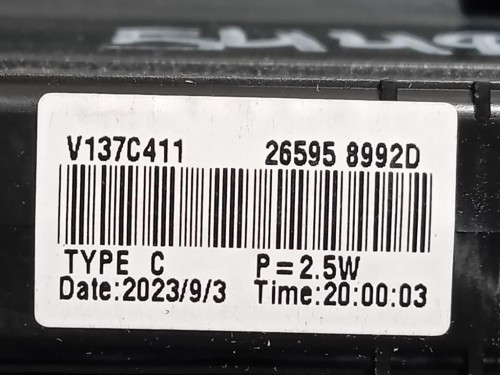 V137C411 26595 8992D
TYPE C P=2.5W
Date:2023/9/3 Time:20:00:03